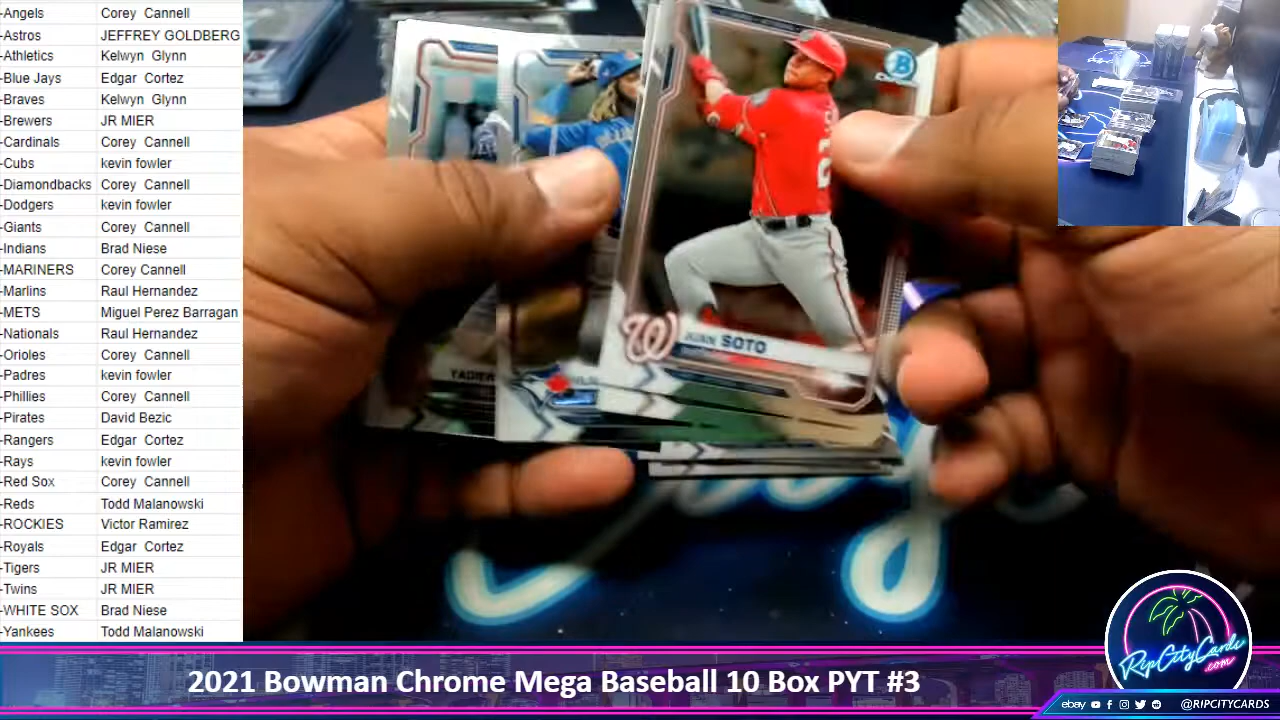 -Angels Corey Cannell
-Astros JEFFREY GOLDBERG
-Athletics Kelwyn Glynn
-Blue Jays Edgar Cortez
-Braves Kelwyn Glynn
-Brewers JR MIER
-Cardinals Corey Cannell
-Cubs kevin fowler
-Diamondbacks Corey Cannell
-Dodgers kevin fowler
-Giants Corey Cannell
-Indians Brad Niese
-MARINERS Corey Cannell
-Marlins Raul Hernandez
-METS Miguel Perez Barragan
-Nationals Raul Hernandez
-Orioles Corey Cannell
-Padres kevin fowler
-Phillies Corey Cannell
-Pirates David Bezic
-Rangers Edgar Cortez
-Rays kevin fowler
-Red Sox Corey Cannell
-Reds Todd Malanowski
-ROCKIES Victor Ramirez
-Royals Edgar Cortez
-Tigers JR MIER
-Twins JR MIER
-WHITE SOX Brad Niese
-Yankees Todd Malanowski
B
W
JUAN SOTO
YADIER
RipCityCards
.com
2021 Bowman Chrome Mega Baseball 10 Box PYT #3
ebay @RIPCITYCARDS